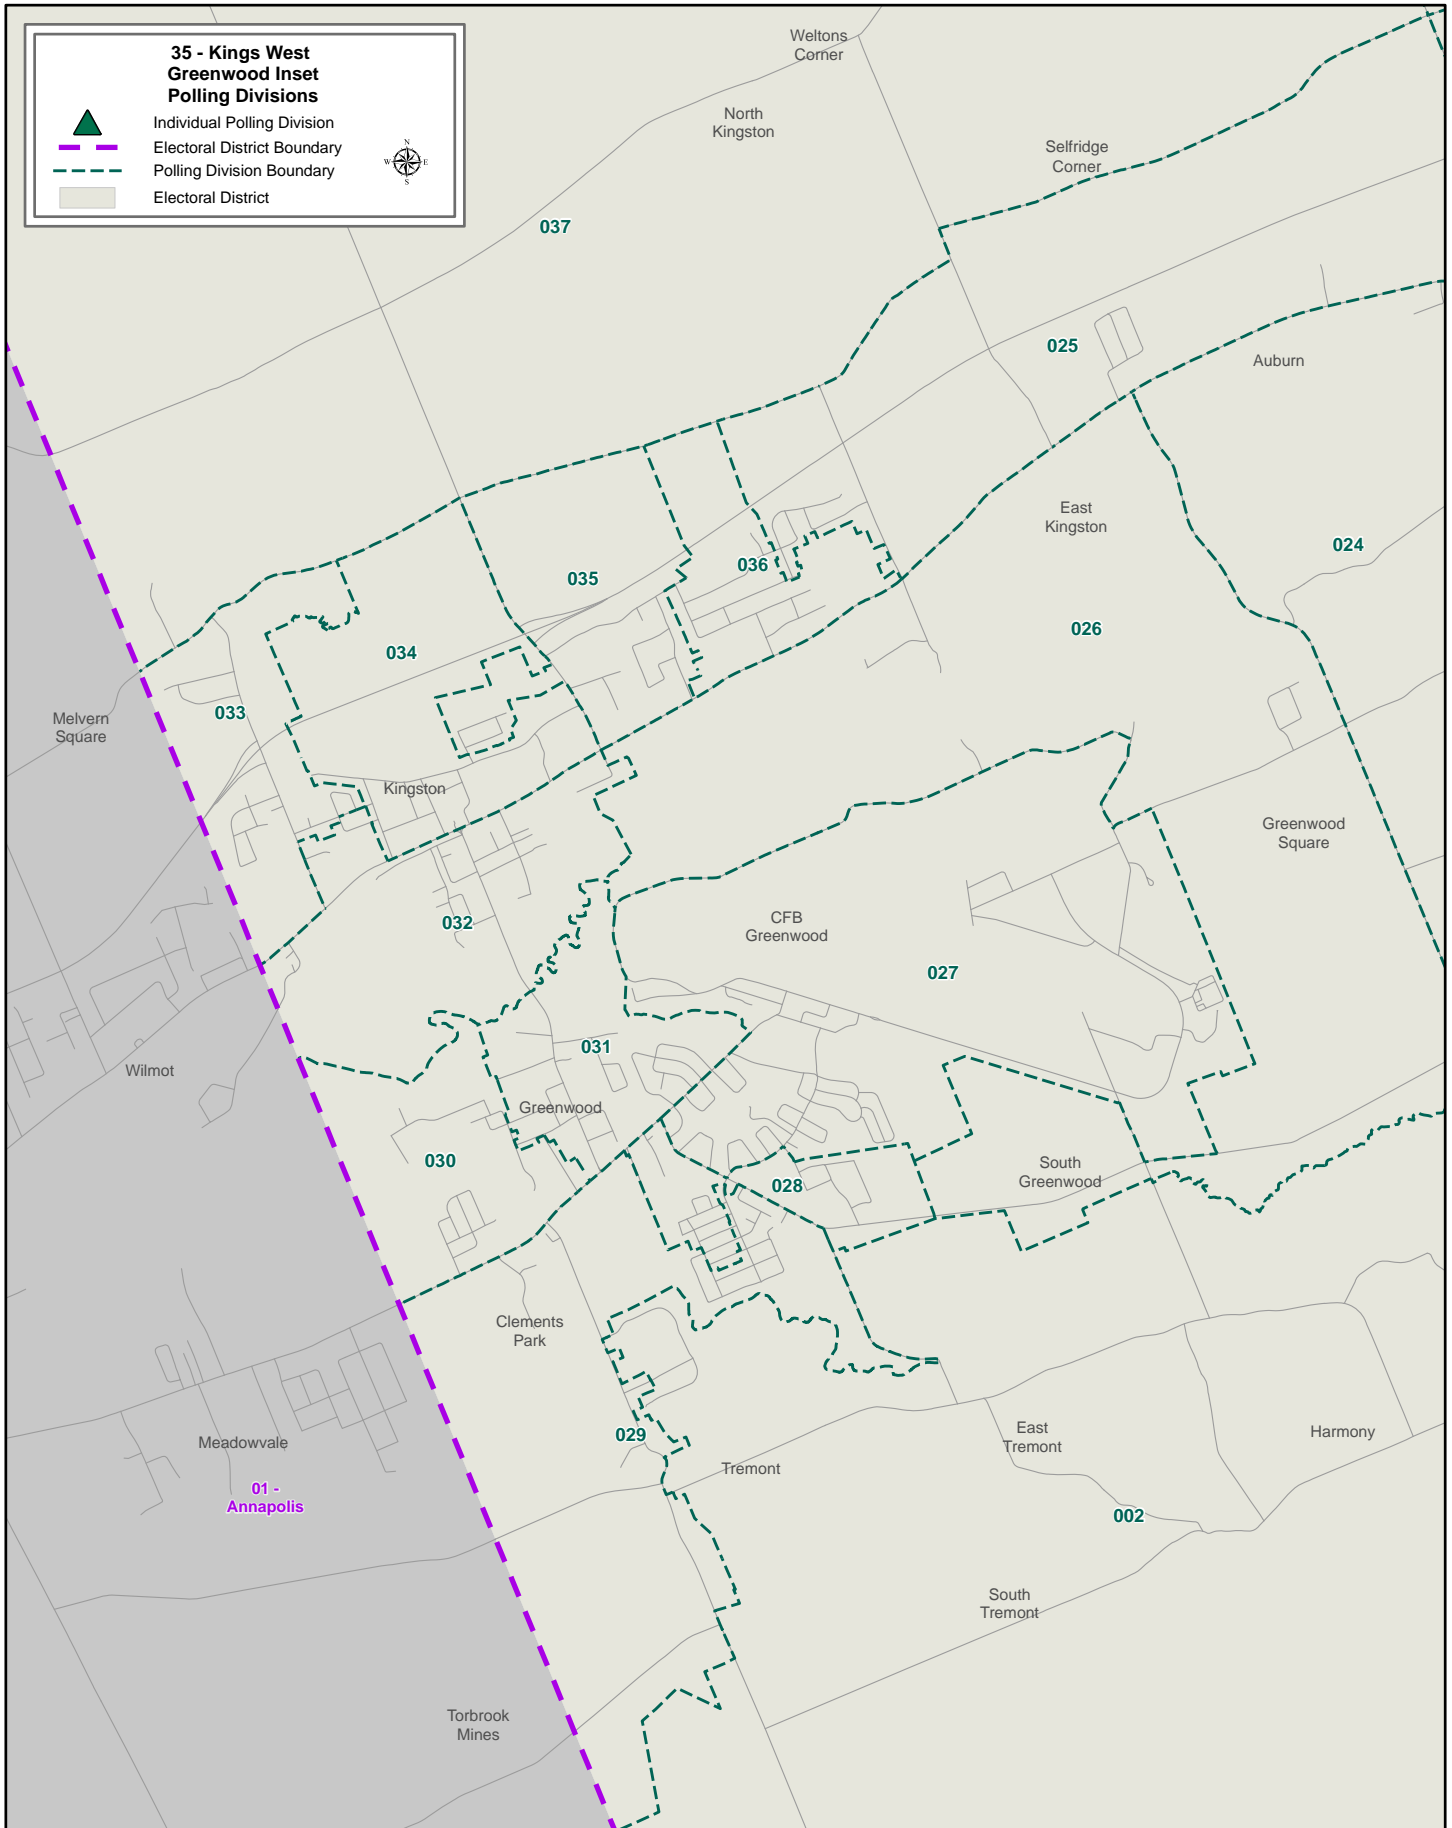 35 - Kings West
Greenwood Inset
Polling Divisions
Individual Polling Division
Electoral District Boundary
Polling Division Boundary
Electoral District
N
W E
S
Weltons
Corner
North
Kingston
Selfridge
Corner
037
025
Auburn
East
Kingston
024
036
035
026
034
033
Melvern
Square
Kingston
Greenwood
Square
032
CFB
Greenwood
027
031
Wilmot
Greenwood
030
South
Greenwood
028
Clements
Park
029
Meadowvale
East
Tremont
Harmony
Tremont
01 -
Annapolis
002
South
Tremont
Torbrook
Mines